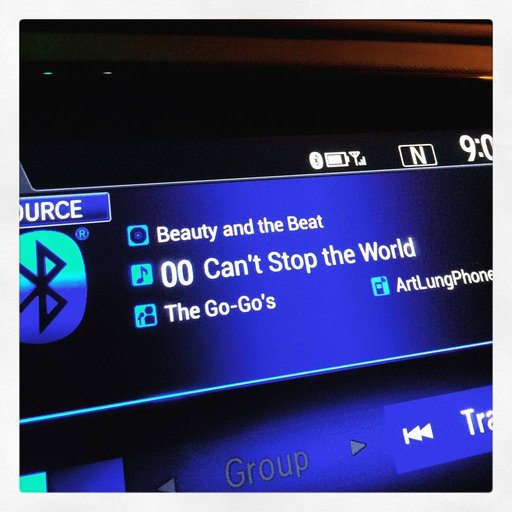 N
9:0
OURCE
®
Beauty and the Beat
00 Can't Stop the World
The Go-Go's
ArtLungPhone
Group
Tra